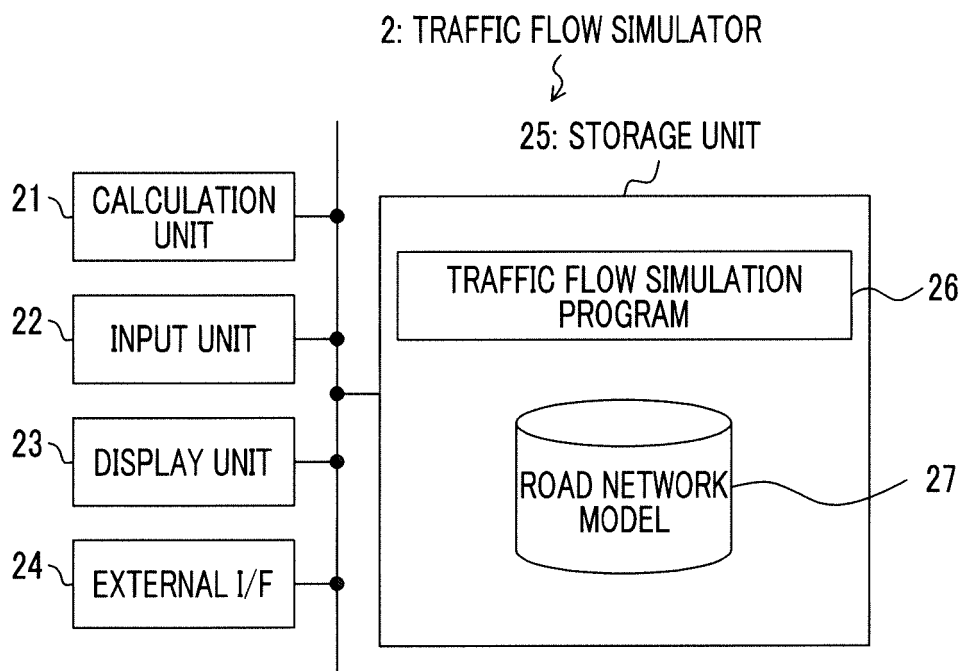 2: TRAFFIC FLOW SIMULATOR
25: STORAGE UNIT
21
CALCULATION
UNIT
22
INPUT UNIT
23
DISPLAY UNIT
24
EXTERNAL I/F
TRAFFIC FLOW SIMULATION
PROGRAM
26
ROAD NETWORK
MODEL
27